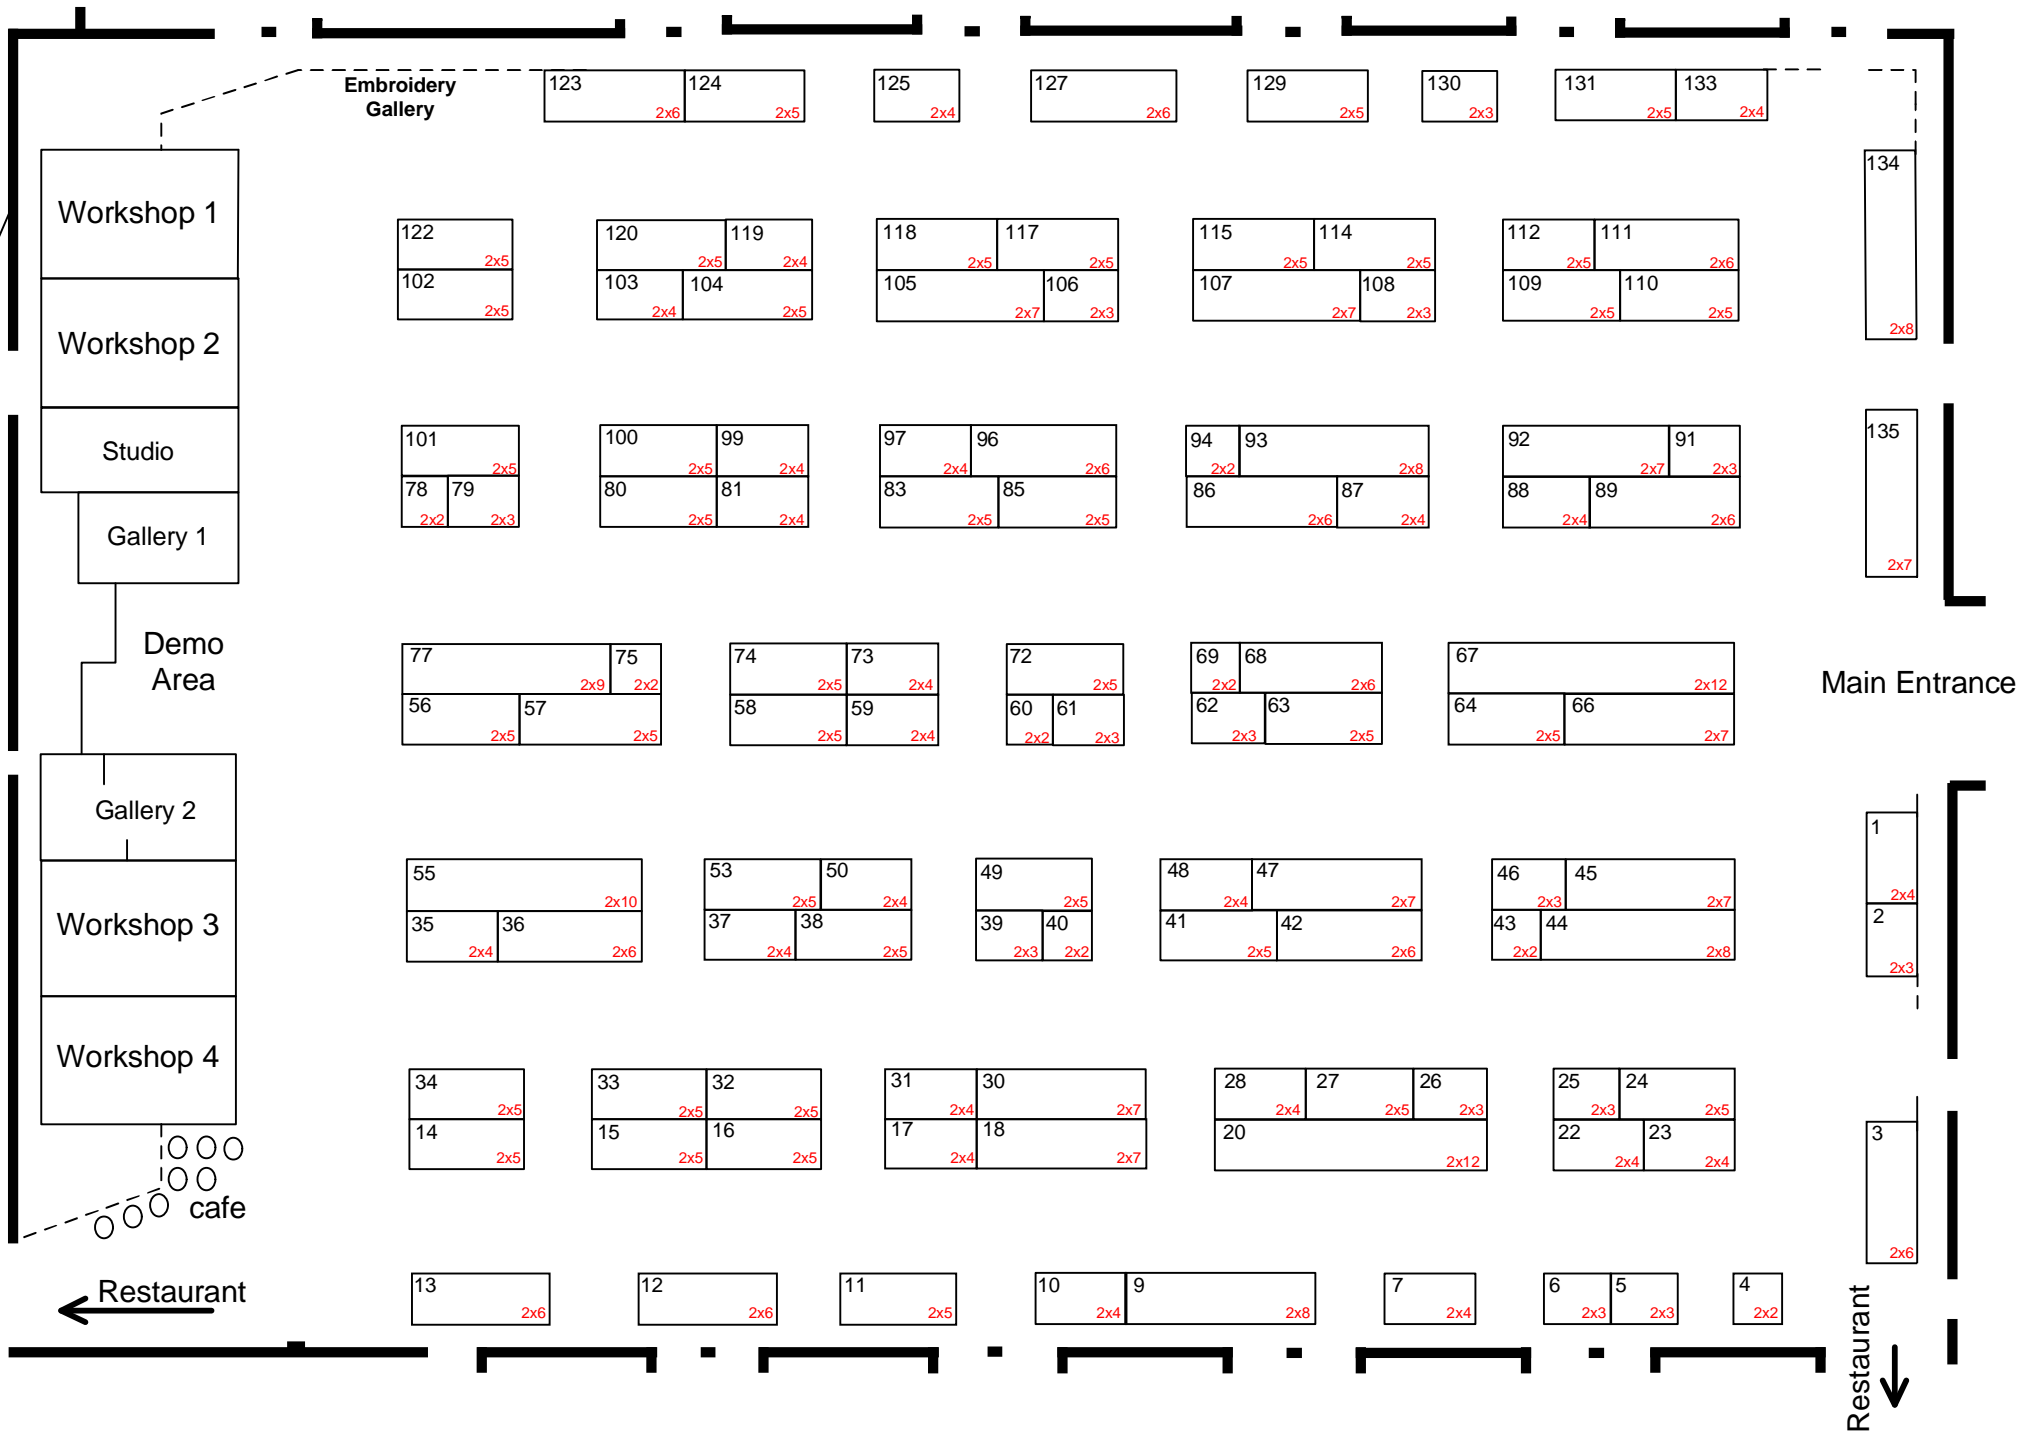 Embroidery
Gallery
123 2x6 124 2x5 125 2x4 127 2x6 129 2x5 130 2x3 131 2x5 133 2x4
134 2x8
Workshop 1
122 2x5 120 2x5 119 2x4 118 2x5 117 2x5 115 2x5 114 2x5 112 2x5 111 2x6
102 2x5 103 2x4 104 2x5 105 2x7 106 2x3 107 2x7 108 2x3 109 2x5 110 2x5
Workshop 2
135 2x7
Studio
101 2x5 100 2x5 99 2x4 97 2x4 96 2x6 94 2x2 93 2x8 92 2x7 91 2x3
78 2x2 79 2x3 80 2x5 81 2x4 83 2x5 85 2x5 86 2x6 87 2x4 88 2x4 89 2x6
Gallery 1
Demo
Area
77 2x9 75 2x2 74 2x5 73 2x4 72 2x5 69 2x2 68 2x6 67 2x12
Main Entrance
56 2x5 57 2x5 58 2x5 59 2x4 60 2x2 61 2x3 62 2x3 63 2x5 64 2x5 66 2x7
Gallery 2
1 2x4
55 2x10 53 2x5 50 2x4 49 2x5 48 2x4 47 2x7 46 2x3 45 2x7
2 2x3
35 2x4 36 2x6 37 2x4 38 2x5 39 2x3 40 2x2 41 2x5 42 2x6 43 2x2 44 2x8
Workshop 3
Workshop 4
34 2x5 33 2x5 32 2x5 31 2x4 30 2x7 28 2x4 27 2x5 26 2x3 25 2x3 24 2x5
14 2x5 15 2x5 16 2x5 17 2x4 18 2x7 20 2x12 22 2x4 23 2x4
3 2x6
cafe
Restaurant
13 2x6 12 2x6 11 2x5 10 2x4 9 2x8 7 2x4 6 2x3 5 2x3 4 2x2
Restaurant